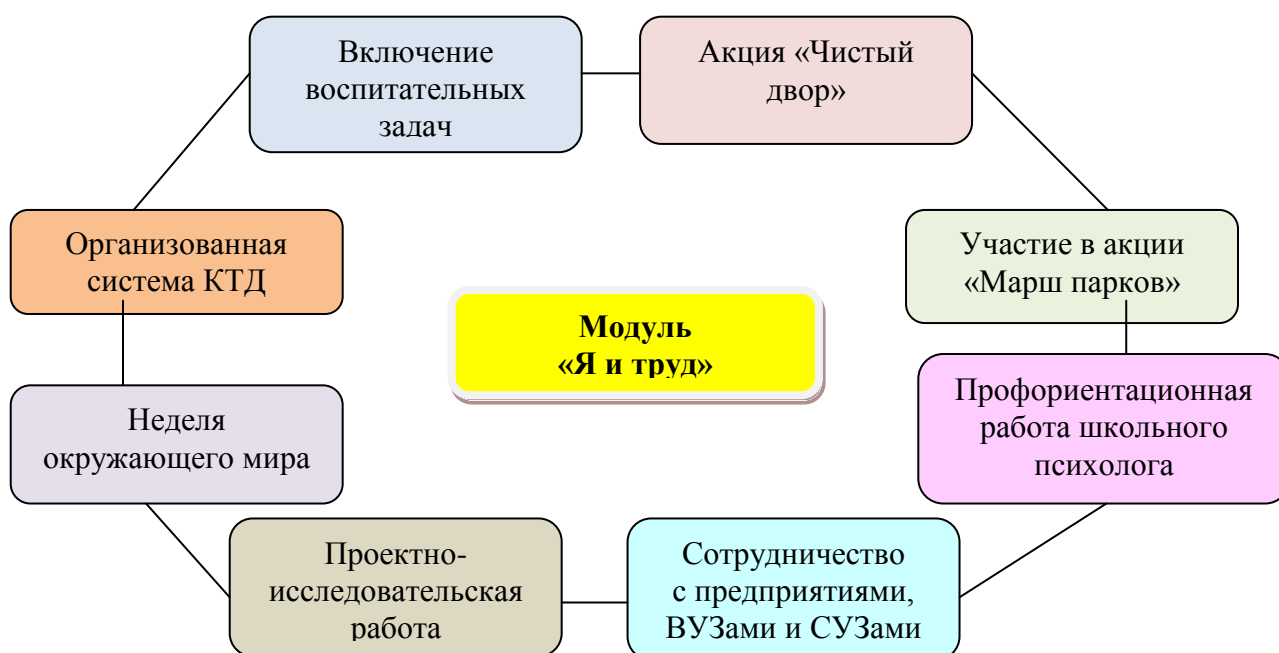 Включение
воспитательных
задач
Акция «Чистый
двор»
Организованная
система КТД
Участие в акции
«Марш парков»
Модуль
«Я и труд»
Неделя
окружающего мира
Профориентационная
работа школьного
психолога
Проектно-
исследовательская
работа
Сотрудничество
с предприятиями,
ВУЗами и СУЗами